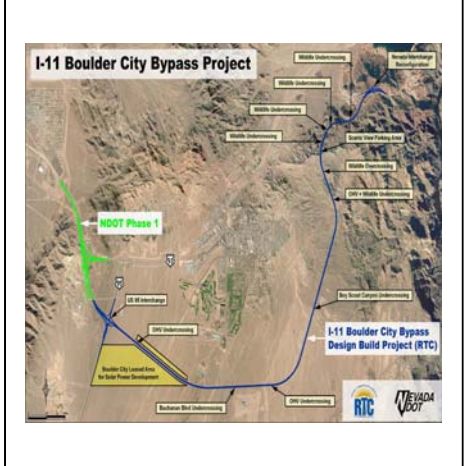 I-11 Boulder City Bypass Project
Wildlife Undercrossing
Nevada Interchange
Reconfiguration
Wildlife Undercrossing
Wildlife Undercrossing
Wildlife Undercrossing
Scenic View Parking Area
Wildlife Overcrossing
OHV + Wildlife Undercrossing
NDOT Phase 1
Boy Scout Canyon Undercrossing
US 95 Interchange
OHV Undercrossing
I-11 Boulder City Bypass
Design Build Project (RTC)
Boulder City Leased Area
for Solar Power Development
Buchanan Blvd Undercrossing
OHV Undercrossing
RTC
NEVADA
DOT